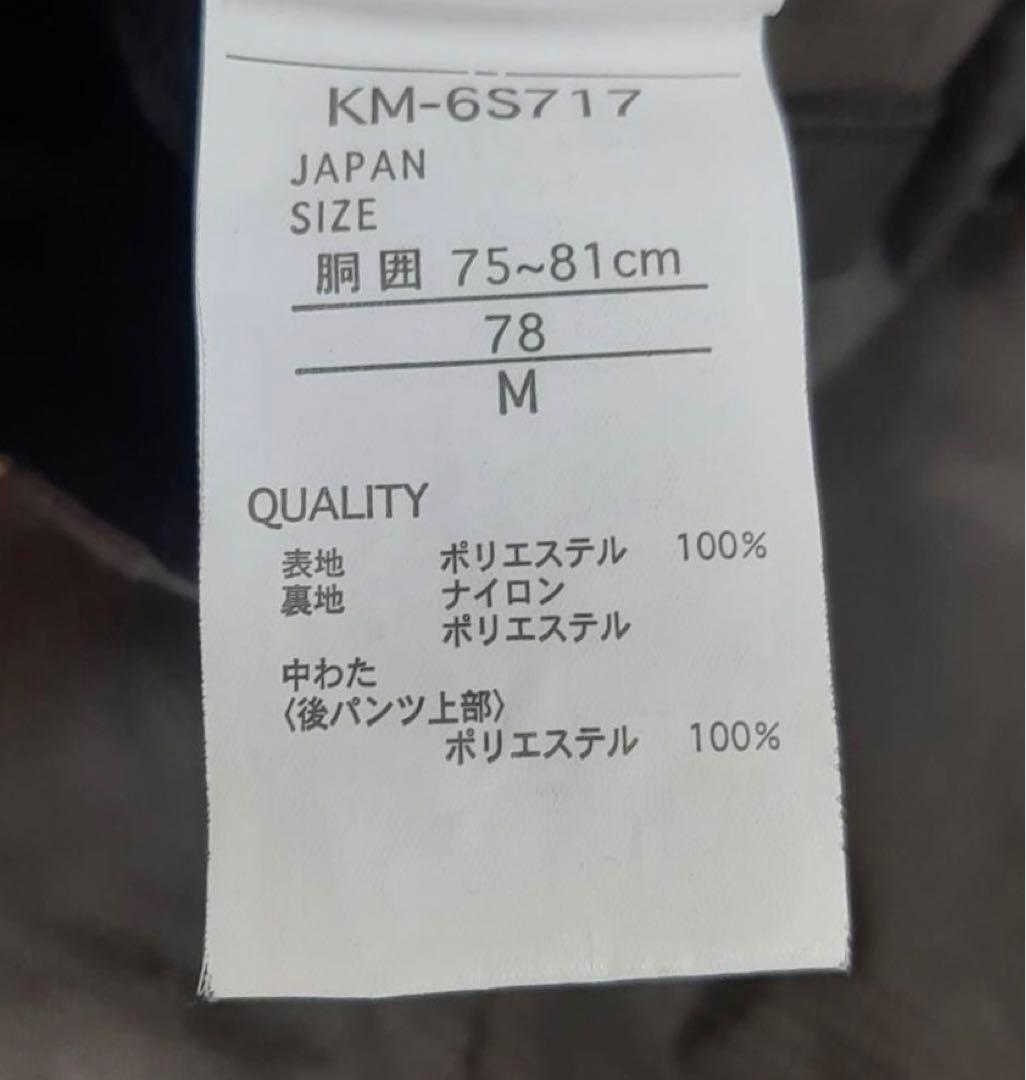 KM-6S717
JAPAN
SIZE
胴囲 75~81cm
78
M
QUALITY
表地 ポリエステル 100%
裏地 ナイロン
ポリエステル
中わた
〈後パンツ上部〉
ポリエステル 100%